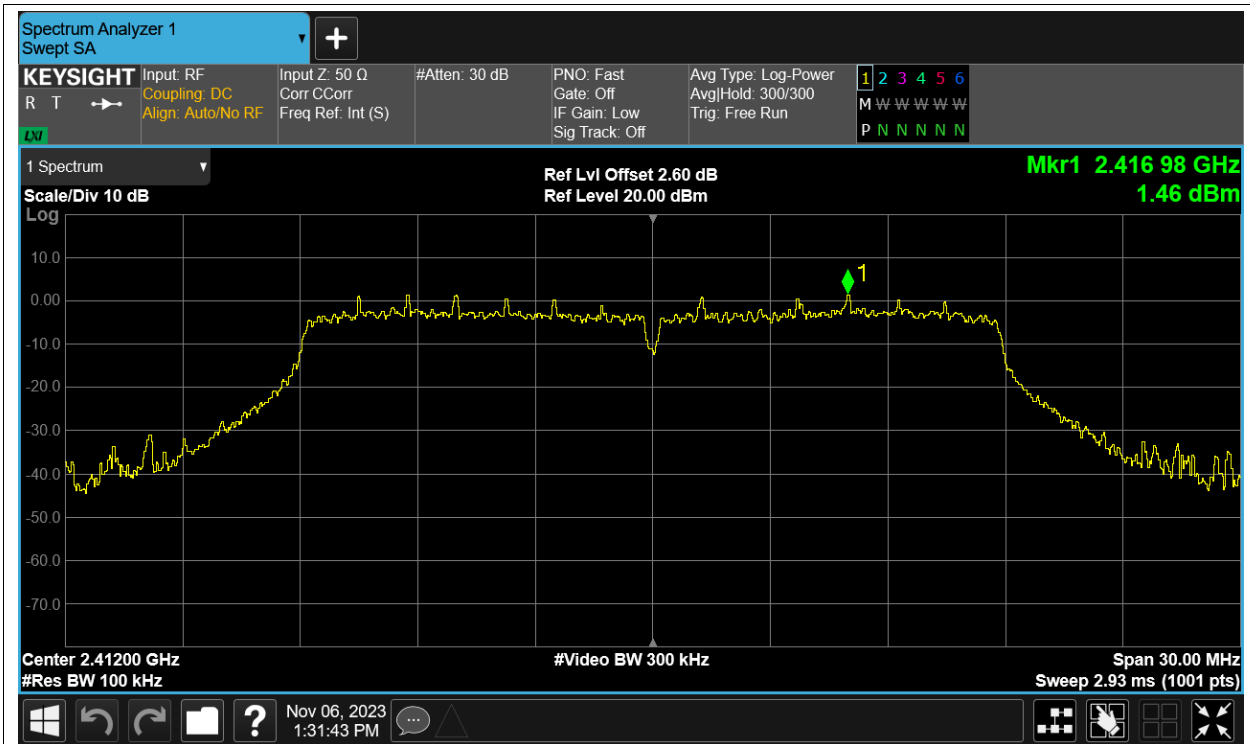 Spectrum Analyzer 1
Swept SA
KEYSIGHT
R T
LXI
Input: RF
Coupling: DC
Align: Auto/No RF
Input Z: 50 Ω
Corr CCorr
Freq Ref: Int (S)
#Atten: 30 dB
PNO: Fast
Gate: Off
IF Gain: Low
Sig Track: Off
Avg Type: Log-Power
Avg|Hold: 300/300
Trig: Free Run
1 2 3 4 5 6
M W W W W W
P N N N N N
1 Spectrum
Scale/Div 10 dB
Log
Ref Lvl Offset 2.60 dB
Ref Level 20.00 dBm
Mkr1 2.416 98 GHz
1.46 dBm
10.0
0.00
-10.0
-20.0
-30.0
-40.0
-50.0
-60.0
-70.0
1
Center 2.41200 GHz
#Res BW 100 kHz
#Video BW 300 kHz
Span 30.00 MHz
Sweep 2.93 ms (1001 pts)
?
Nov 06, 2023
1:31:43 PM